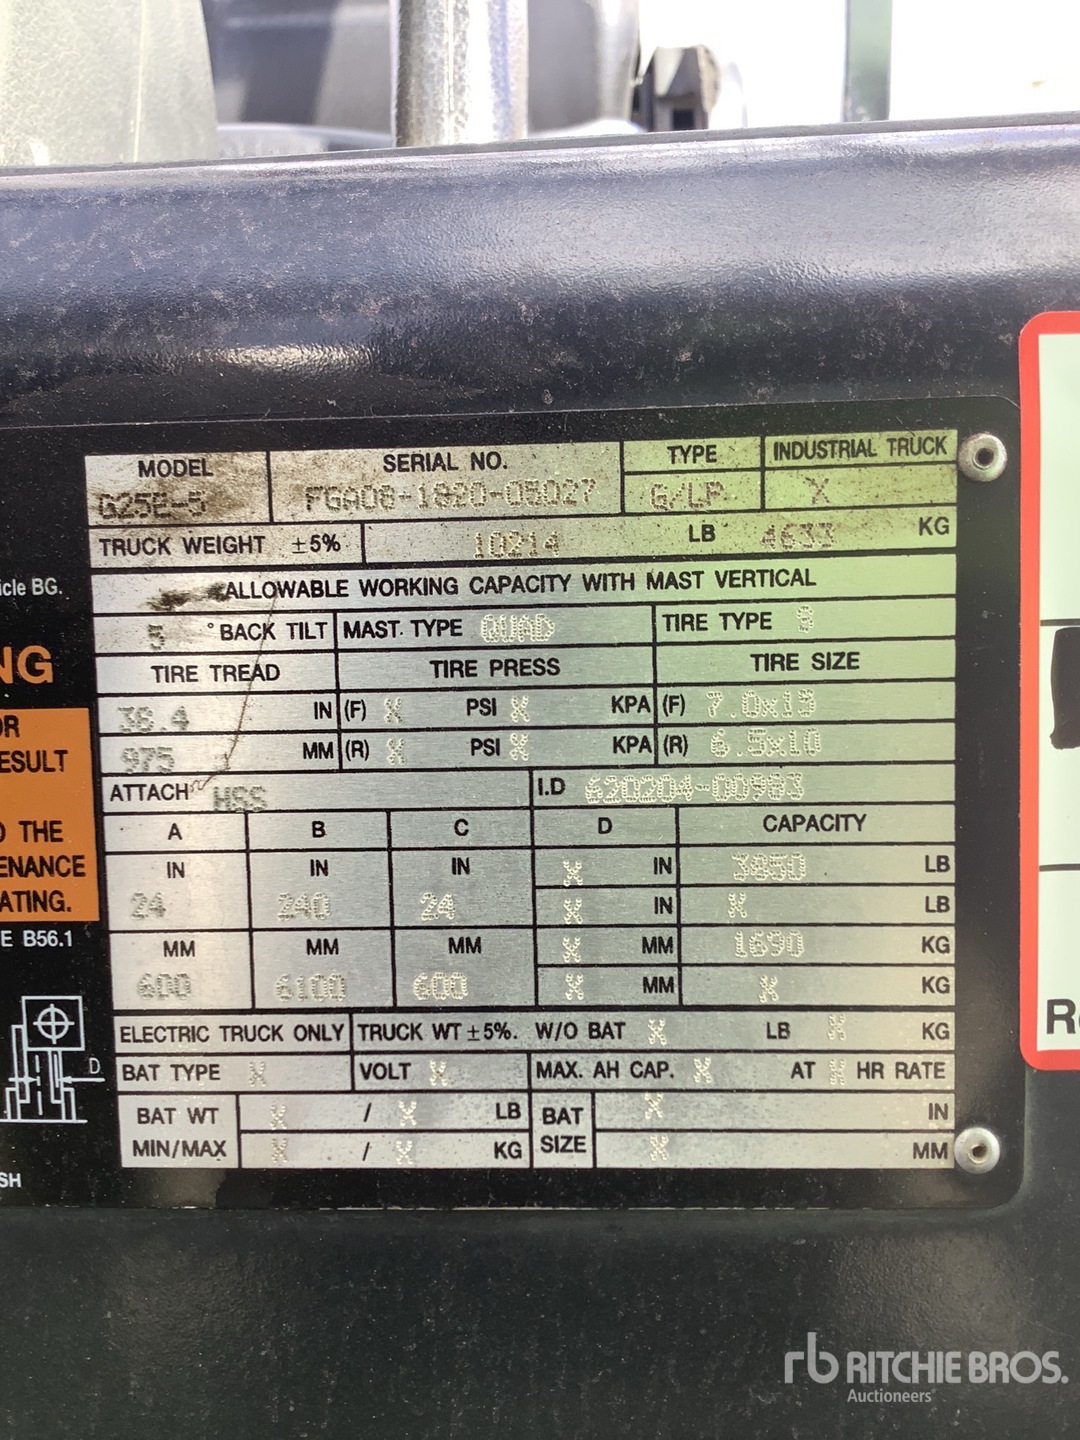 MODEL SERIAL NO. TYPE INDUSTRIAL TRUCK
G25E-5 FGA08-1820-05027 G/LP X
TRUCK WEIGHT ±5% 10214 LB 4633 KG
ALLOWABLE WORKING CAPACITY WITH MAST VERTICAL
5 °BACK TILT MAST. TYPE QUAD TIRE TYPE
TIRE TREAD TIRE PRESS TIRE SIZE
38.4 IN (F) X PSI X KPA (F) 7.0x15
975 MM (R) X PSI X KPA (R) 6.5x10
ATTACH HSS I.D 620204-00983
A B C D CAPACITY
IN IN IN X IN 3850 LB
24 240 24 X IN X LB
MM MM MM X MM 1690 KG
600 6100 600 X MM X KG
ELECTRIC TRUCK ONLY TRUCK WT ±5%. W/O BAT X LB X KG
BAT TYPE X VOLT X MAX. AH CAP. X AT X HR RATE
BAT WT X / X LB BAT X IN
MIN/MAX X / X KG SIZE X MM
icle BG.
NG
OR
ESULT
O THE
ENANCE
ATING.
E B56.1
D
SH
R
rb RITCHIE BROS.
Auctioneers